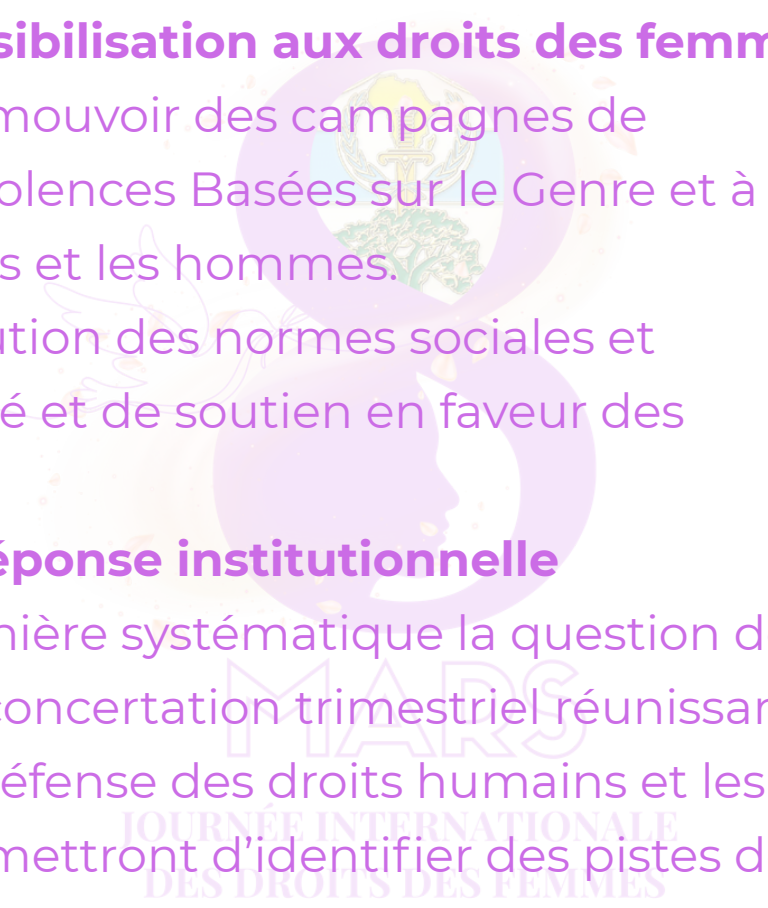 sibilisation aux droits des femm
mouvoir des campagnes de
olences Basées sur le Genre et à
s et les hommes.
ution des normes sociales et
é et de soutien en faveur des
éponse institutionnelle
nière systématique la question d
MARS
concertation trimestriel réunissan
éfense des droits humains et les
JOURNÉE INTERNATIONALE
mettront d’identifier des pistes d
DES DROITS DES FEMMES